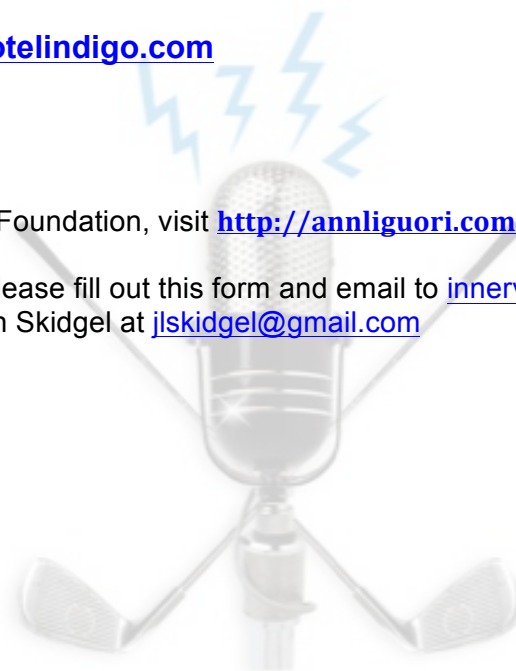 otelindigo.com
Foundation, visit http://annliguori.com
lease fill out this form and email to inner
n Skidgel at jlskidgel@gmail.com